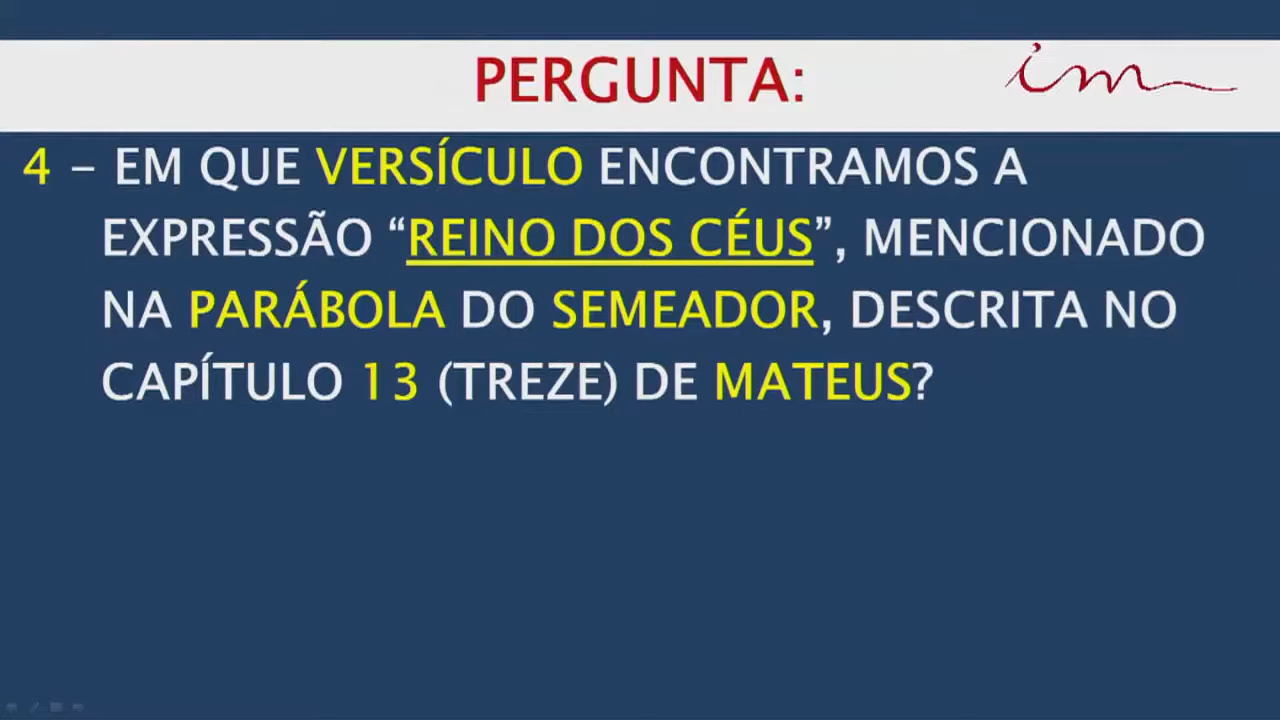 PERGUNTA:
im
4 - EM QUE VERSÍCULO ENCONTRAMOS A
EXPRESSÃO “REINO DOS CÉUS”, MENCIONADO
NA PARÁBOLA DO SEMEADOR, DESCRITA NO
CAPÍTULO 13 (TREZE) DE MATEUS?